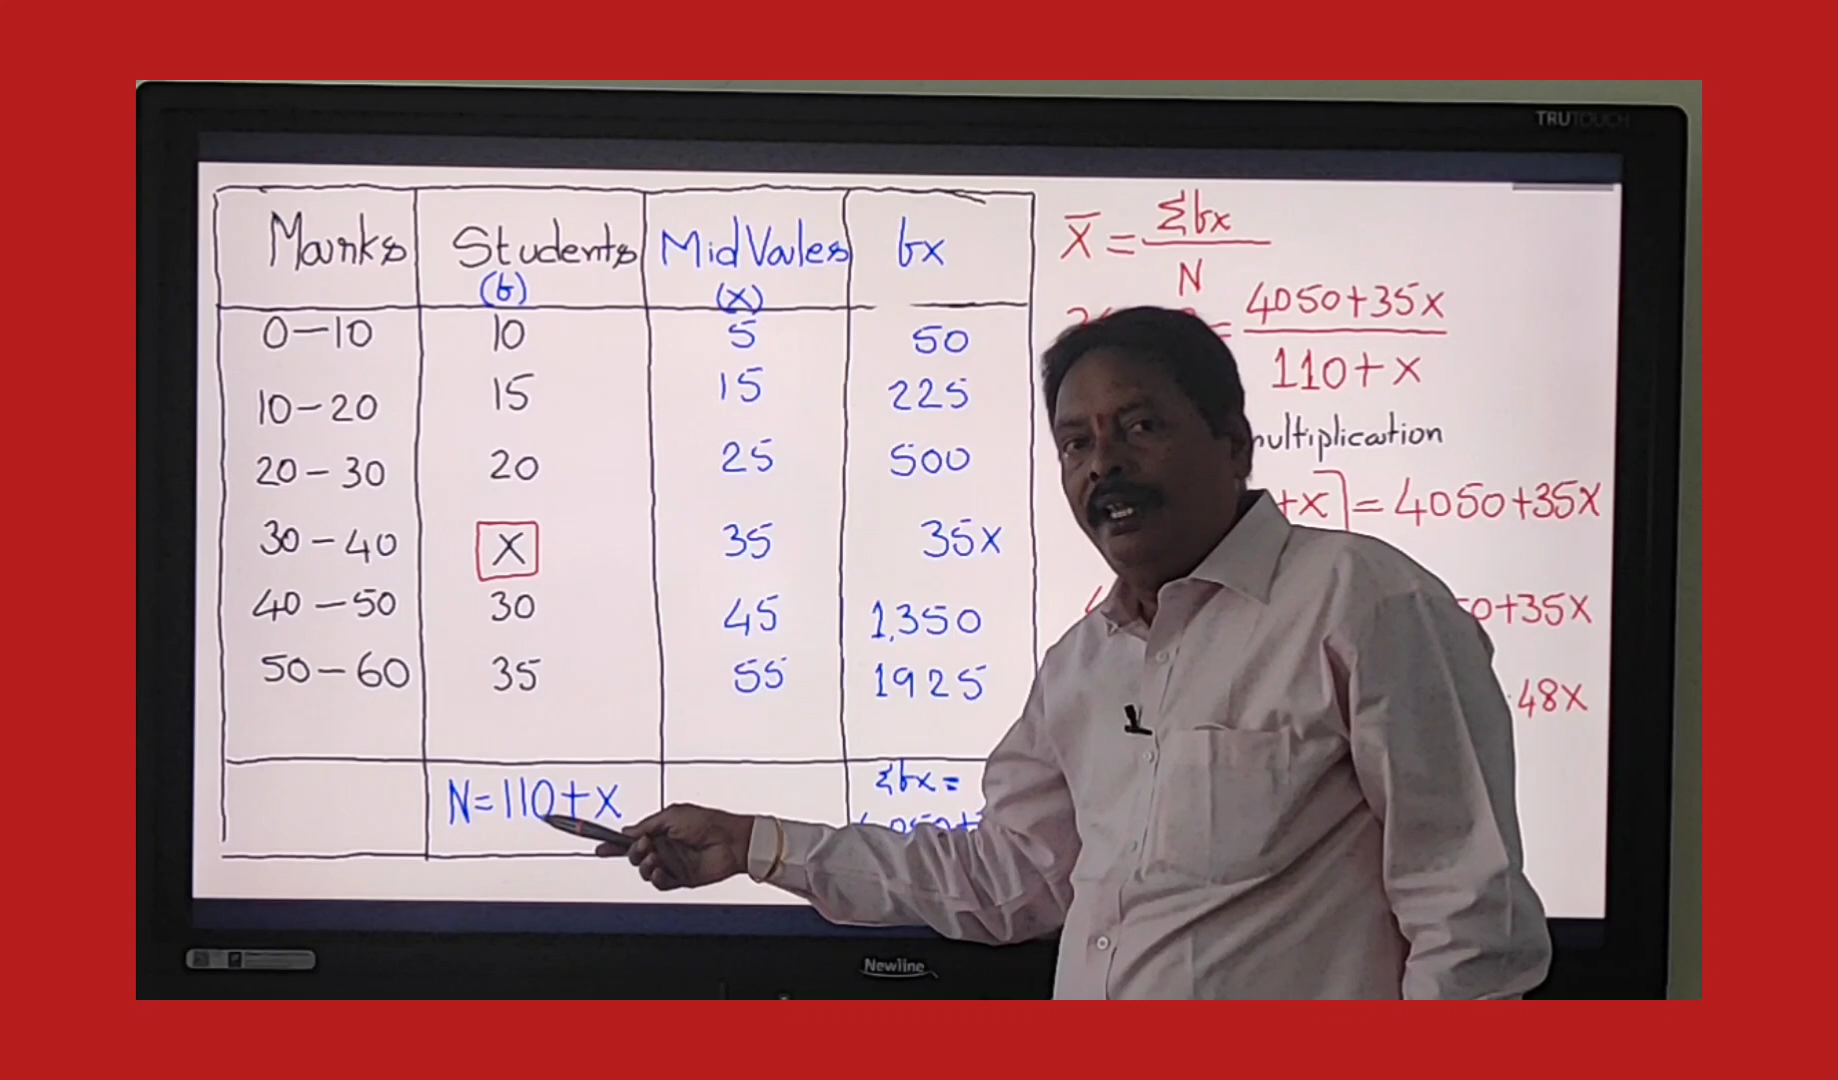 TRUTOUCH
Marks Students Mid Vales fx
(f) (x)
0-10 10 5 50
10-20 15 15 225
20-30 20 25 500
30-40 X 35 35x
40-50 30 45 1,350
50-60 35 55 1925
N=110+x Σfx=
X̄ = Σfx
N
= 4050+35x
110+x
+x] = 4050+35x
+35x
48x
Newline